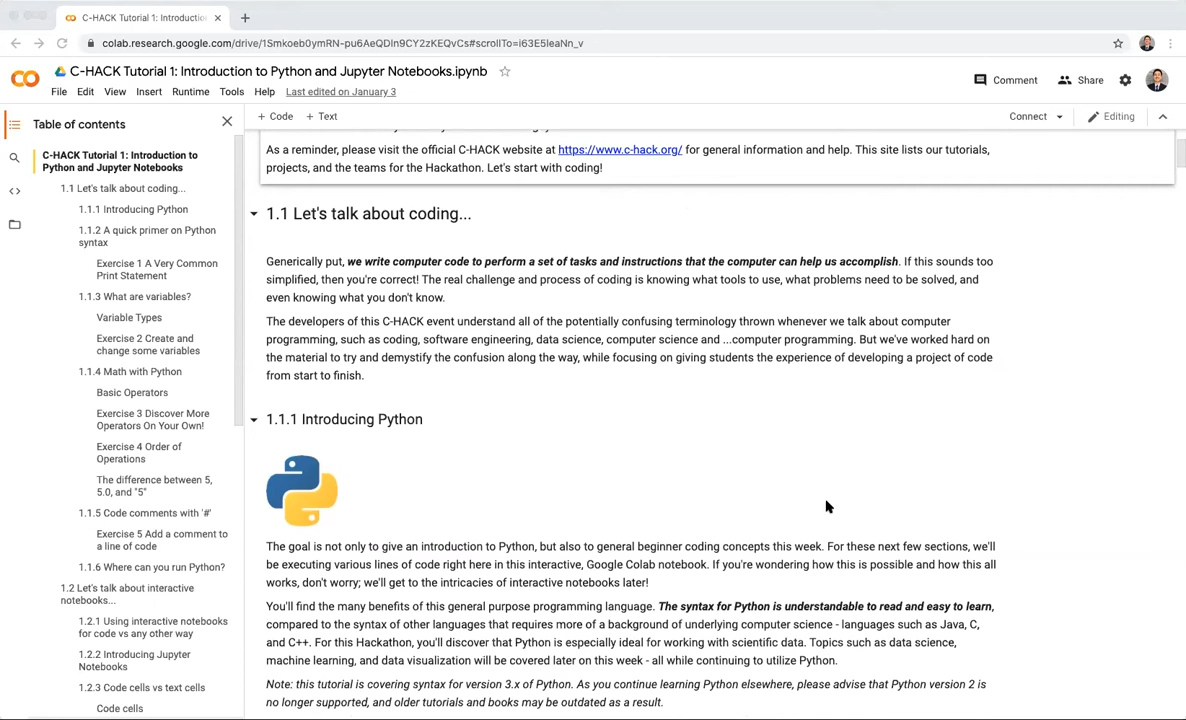 C-HACK Tutorial 1: Introductio
colab.research.google.com/drive/1Smkoeb0ymRN-pu6AeQDln9CY2zKEQvCs#scrollTo=i63E5leaNn_v
C-HACK Tutorial 1: Introduction to Python and Jupyter Notebooks.ipynb
Comment
Share
File Edit View Insert Runtime Tools Help Last edited on January 3
Table of contents
+ Code + Text
Connect
Editing
C-HACK Tutorial 1: Introduction to
Python and Jupyter Notebooks
1.1 Let's talk about coding...
1.1.1 Introducing Python
1.1.2 A quick primer on Python
syntax
Exercise 1 A Very Common
Print Statement
1.1.3 What are variables?
Variable Types
Exercise 2 Create and
change some variables
1.1.4 Math with Python
Basic Operators
Exercise 3 Discover More
Operators On Your Own!
Exercise 4 Order of
Operations
The difference between 5,
5.0, and "5"
1.1.5 Code comments with '#'
Exercise 5 Add a comment to
a line of code
1.1.6 Where can you run Python?
1.2 Let's talk about interactive
notebooks...
1.2.1 Using interactive notebooks
for code vs any other way
1.2.2 Introducing Jupyter
Notebooks
1.2.3 Code cells vs text cells
Code cells
As a reminder, please visit the official C-HACK website at https://www.c-hack.org/ for general information and help. This site lists our tutorials,
projects, and the teams for the Hackathon. Let's start with coding!
1.1 Let's talk about coding...
Generically put, we write computer code to perform a set of tasks and instructions that the computer can help us accomplish. If this sounds too
simplified, then you're correct! The real challenge and process of coding is knowing what tools to use, what problems need to be solved, and
even knowing what you don't know.
The developers of this C-HACK event understand all of the potentially confusing terminology thrown whenever we talk about computer
programming, such as coding, software engineering, data science, computer science and ...computer programming. But we've worked hard on
the material to try and demystify the confusion along the way, while focusing on giving students the experience of developing a project of code
from start to finish.
1.1.1 Introducing Python
The goal is not only to give an introduction to Python, but also to general beginner coding concepts this week. For these next few sections, we'll
be executing various lines of code right here in this interactive, Google Colab notebook. If you're wondering how this is possible and how this all
works, don't worry; we'll get to the intricacies of interactive notebooks later!
You'll find the many benefits of this general purpose programming language. The syntax for Python is understandable to read and easy to learn,
compared to the syntax of other languages that requires more of a background of underlying computer science - languages such as Java, C,
and C++. For this Hackathon, you'll discover that Python is especially ideal for working with scientific data. Topics such as data science,
machine learning, and data visualization will be covered later on this week - all while continuing to utilize Python.
Note: this tutorial is covering syntax for version 3.x of Python. As you continue learning Python elsewhere, please advise that Python version 2 is
no longer supported, and older tutorials and books may be outdated as a result.